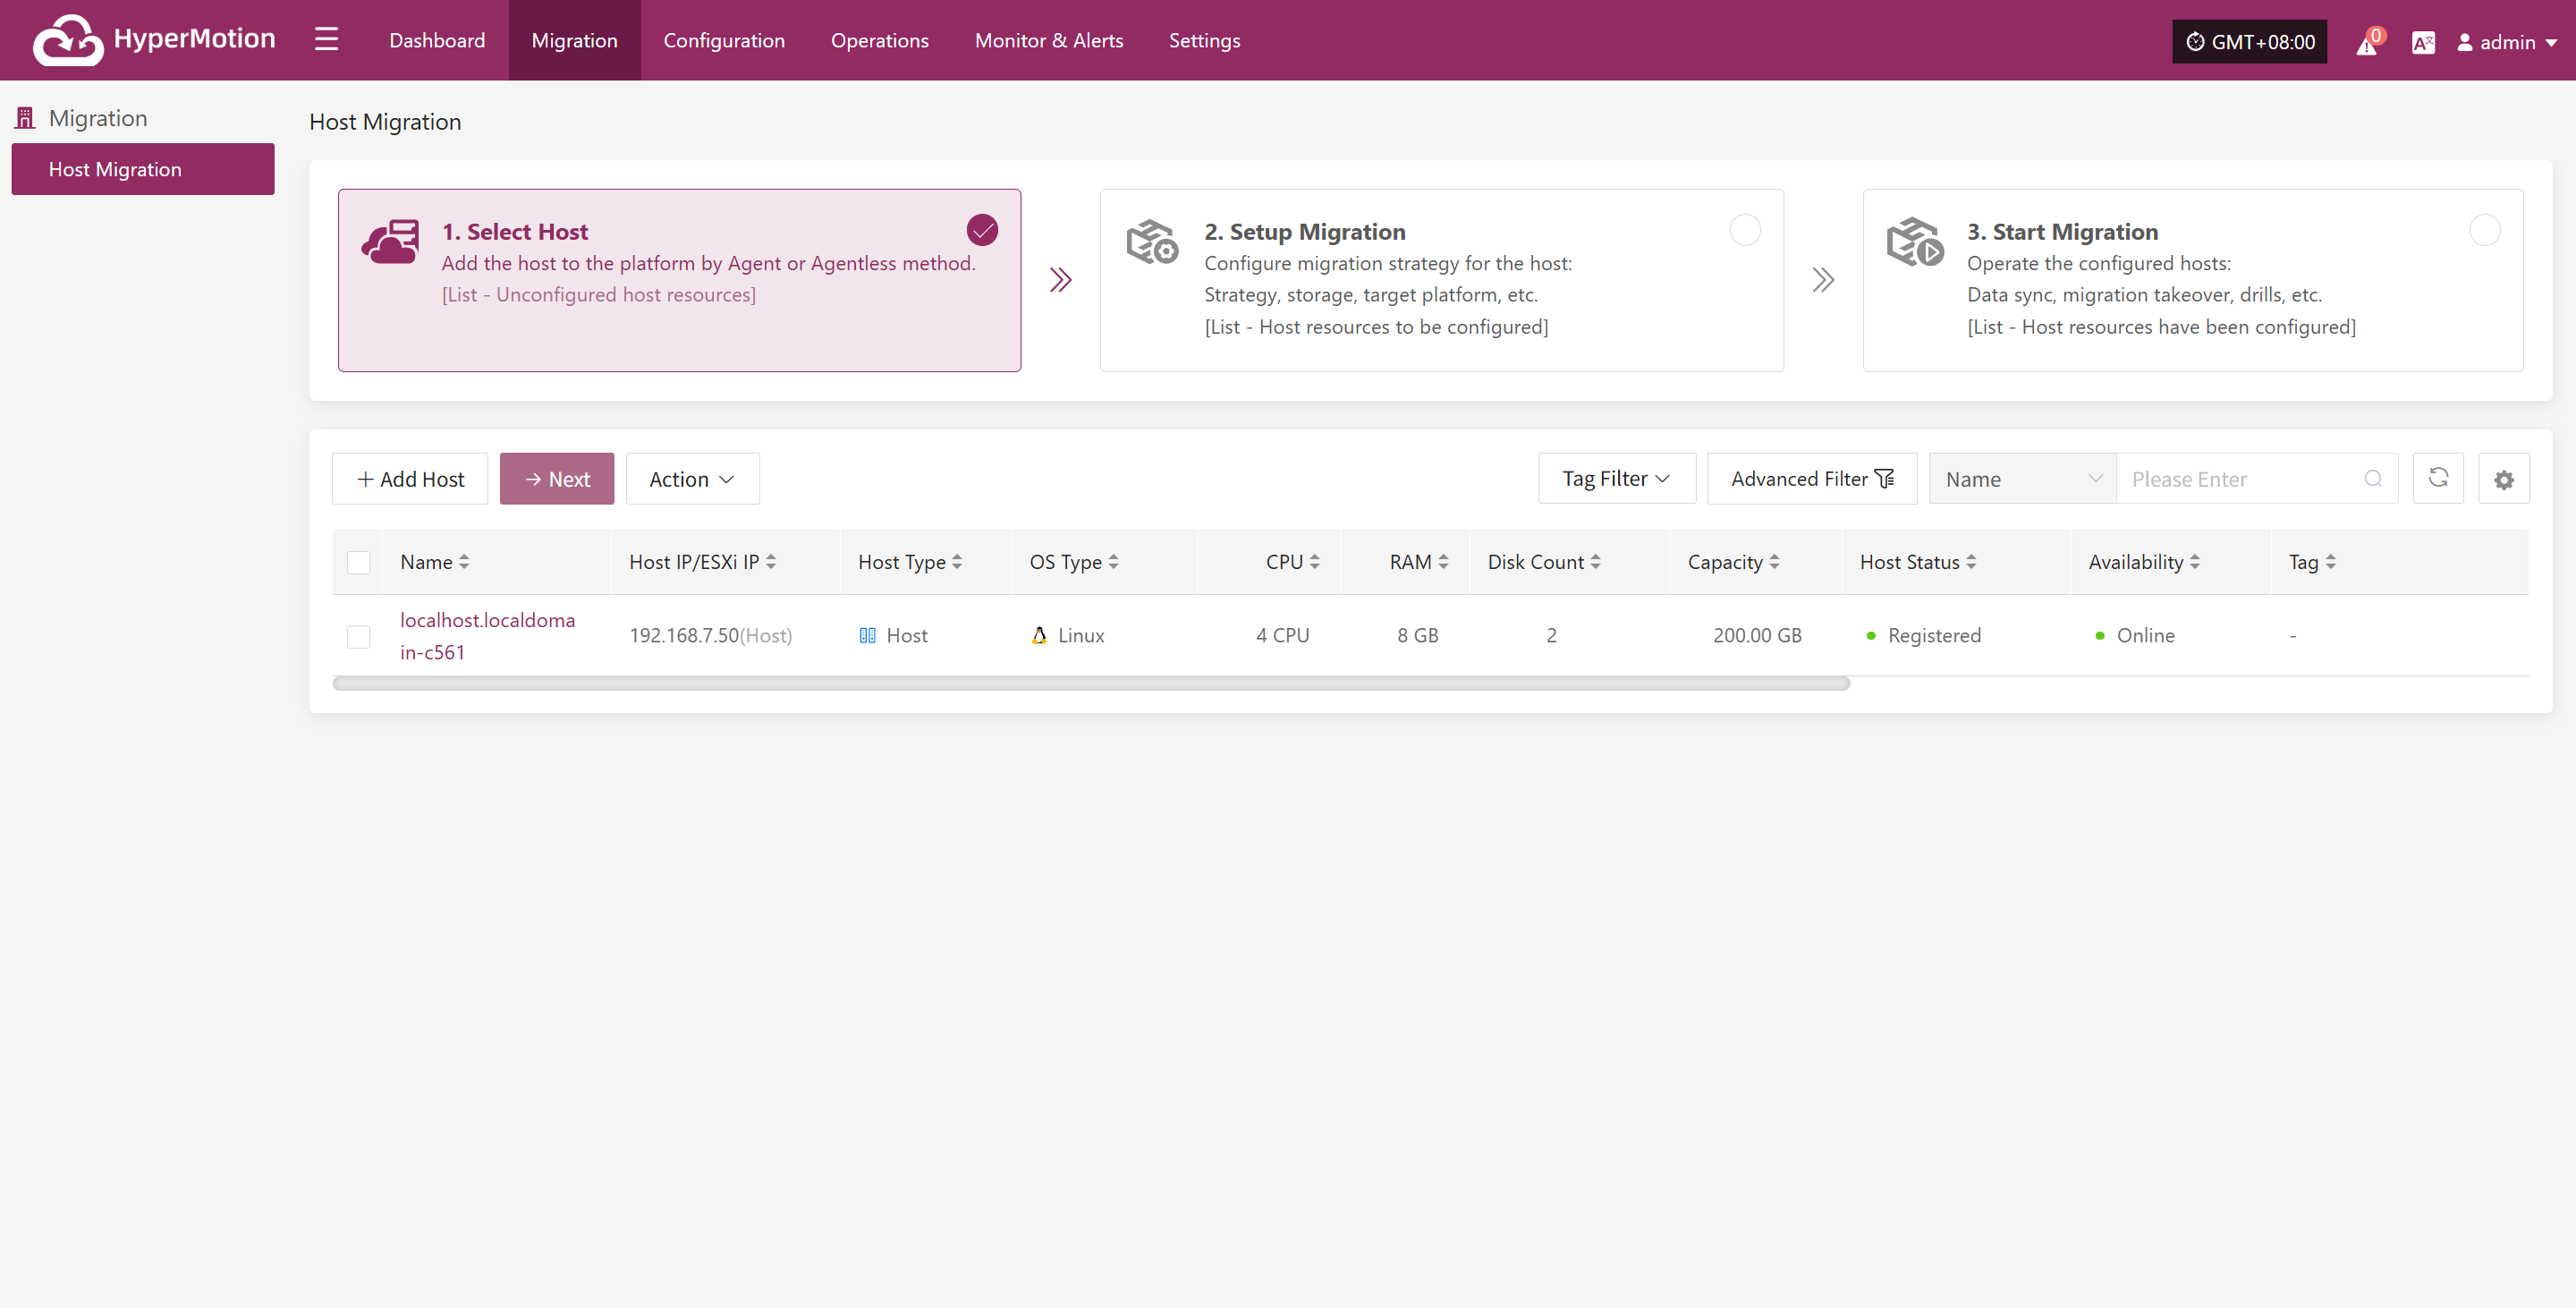 HyperMotion
Dashboard
Migration
Configuration
Operations
Monitor & Alerts
Settings
GMT+08:00
0
A文
admin
Migration
Host Migration
Host Migration
1. Select Host
Add the host to the platform by Agent or Agentless method.
[List - Unconfigured host resources]
2. Setup Migration
Configure migration strategy for the host:
Strategy, storage, target platform, etc.
[List - Host resources to be configured]
3. Start Migration
Operate the configured hosts:
Data sync, migration takeover, drills, etc.
[List - Host resources have been configured]
Add Host
Next
Action
Tag Filter
Advanced Filter
Name
Please Enter
Name Host IP/ESXi IP Host Type OS Type CPU RAM Disk Count Capacity Host Status Availability Tag
localhost.localdoma
in-c561
192.168.7.50(Host) Host Linux 4 CPU 8 GB 2 200.00 GB Registered Online -